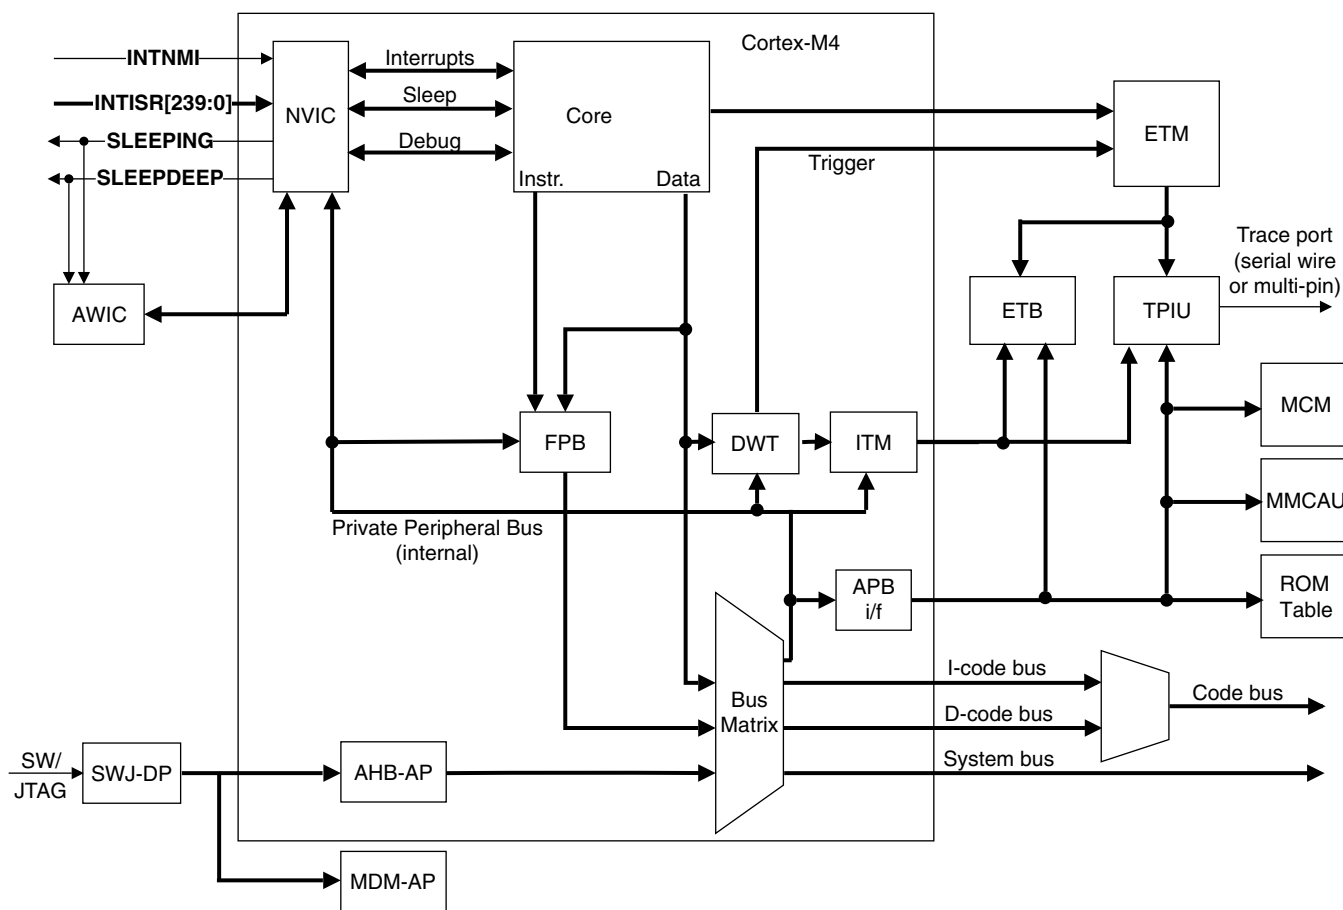 Cortex-M4
INTNMI
INTISR[239:0]
SLEEPING
SLEEPDEEP
NVIC
Interrupts
Sleep
Debug
Core
Instr.
Data
ETM
Trigger
Trace port
(serial wire
or multi-pin)
AWIC
ETB
TPIU
MCM
FPB
DWT
ITM
MMCAU
Private Peripheral Bus
(internal)
APB
i/f
ROM
Table
Bus
Matrix
I-code bus
D-code bus
System bus
Code bus
SW/
JTAG
SWJ-DP
AHB-AP
MDM-AP